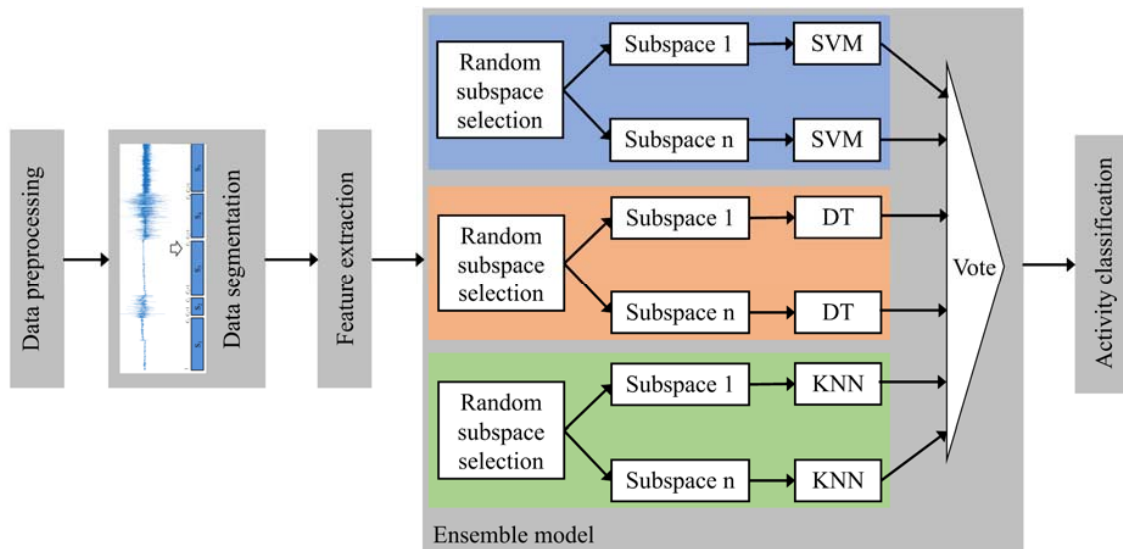 Data preprocessing
Data segmentation
Feature extraction
Random
subspace
selection
Subspace 1
SVM
Subspace n
SVM
Random
subspace
selection
Subspace 1
DT
Subspace n
DT
Random
subspace
selection
Subspace 1
KNN
Subspace n
KNN
Vote
Ensemble model
Activity classification